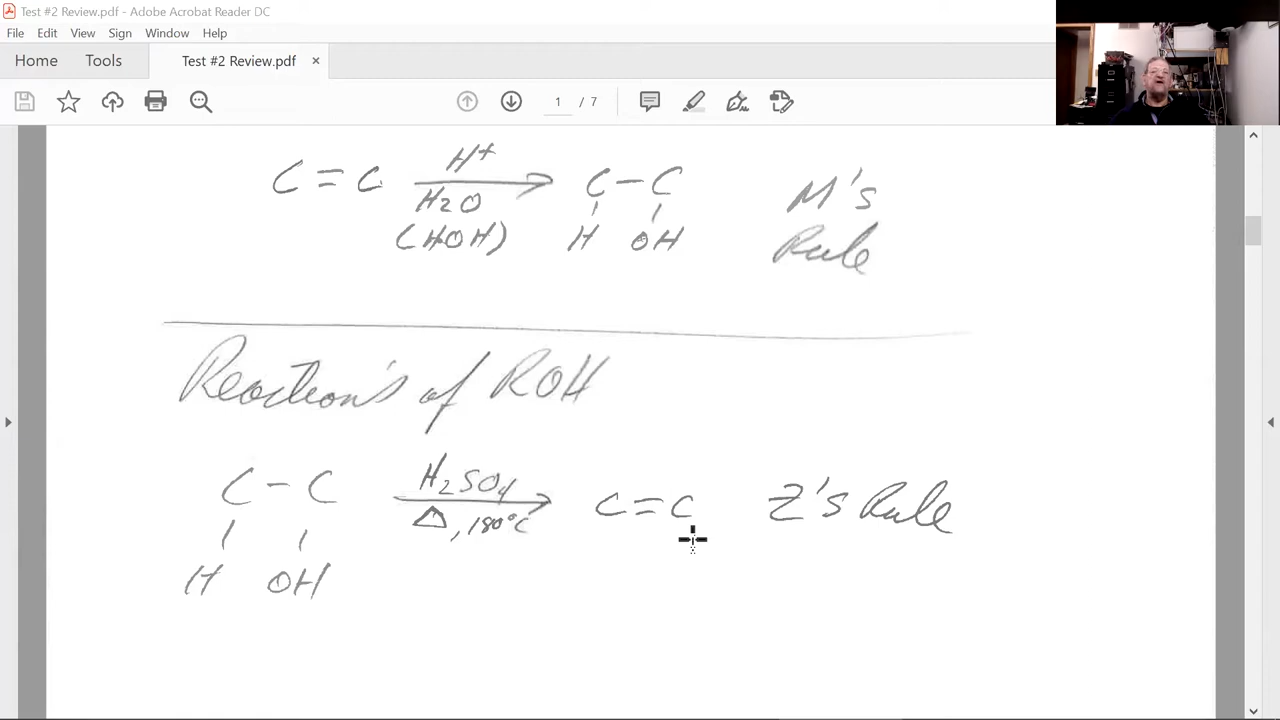 Test #2 Review.pdf - Adobe Acrobat Reader DC
File Edit View Sign Window Help
Home Tools Test #2 Review.pdf ×
1 / 7
C = C H+ C - C M's
H2O Rule
(HOH) H OH
Reaction's of ROH
C - C H2SO4 C = C Z's Rule
Δ, 180°C
H OH